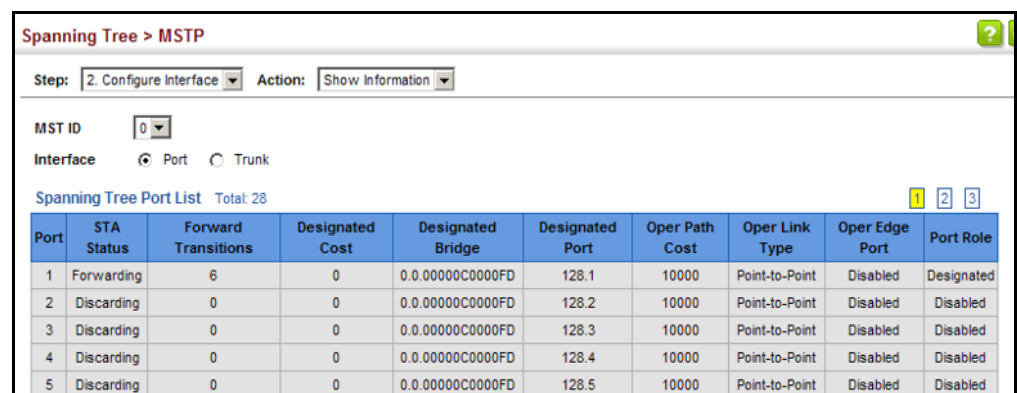 Spanning Tree > MSTP
?
Step: 2. Configure Interface Action: Show Information
MST ID 0
Interface Port Trunk
Spanning Tree Port List Total: 28 1 2 3
Port STA Status Forward Transitions Designated Cost Designated Bridge Designated Port Oper Path Cost Oper Link Type Oper Edge Port Port Role
1 Forwarding 6 0 0.0.00000C0000FD 128.1 10000 Point-to-Point Disabled Designated
2 Discarding 0 0 0.0.00000C0000FD 128.2 10000 Point-to-Point Disabled Disabled
3 Discarding 0 0 0.0.00000C0000FD 128.3 10000 Point-to-Point Disabled Disabled
4 Discarding 0 0 0.0.00000C0000FD 128.4 10000 Point-to-Point Disabled Disabled
5 Discarding 0 0 0.0.00000C0000FD 128.5 10000 Point-to-Point Disabled Disabled